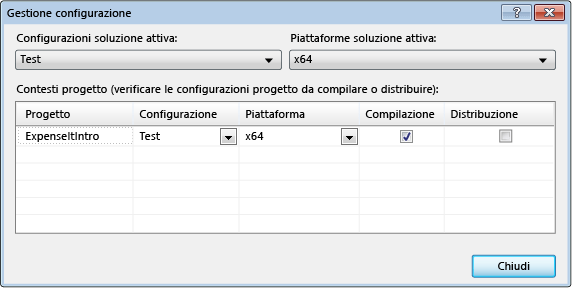 Gestione configurazione
Configurazioni soluzione attiva: Piattaforme soluzione attiva:
Test x64
Contesti progetto (verificare le configurazioni progetto da compilare o distribuire):
Progetto Configurazione Piattaforma Compilazione Distribuzione
ExpenseItIntro Test x64
Chiudi